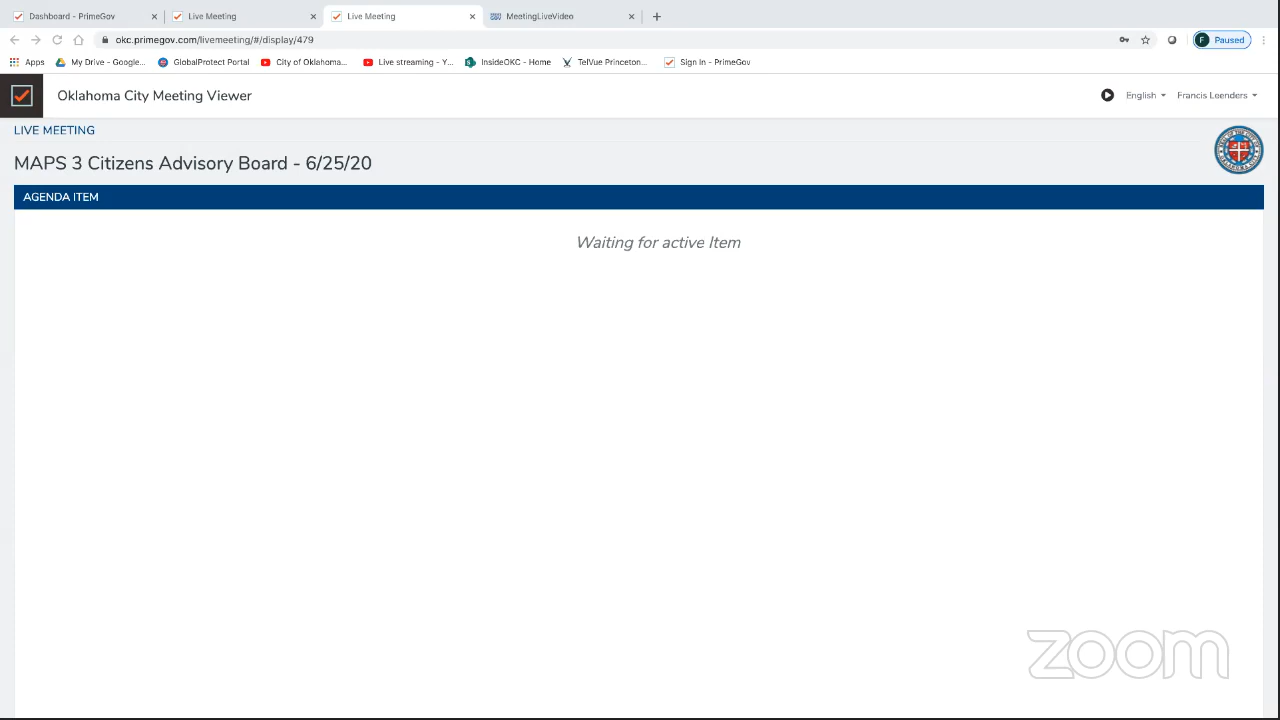 Dashboard - PrimeGov
Live Meeting
Live Meeting
MeetingLiveVideo
okc.primegov.com/livemeeting/#/display/479
F Paused
Apps
My Drive - Google...
GlobalProtect Portal
City of Oklahoma...
Live streaming - Y...
InsideOKC - Home
TelVue Princeton...
Sign In - PrimeGov
Oklahoma City Meeting Viewer
English
Francis Leenders
LIVE MEETING
MAPS 3 Citizens Advisory Board - 6/25/20
AGENDA ITEM
Waiting for active Item
zoom